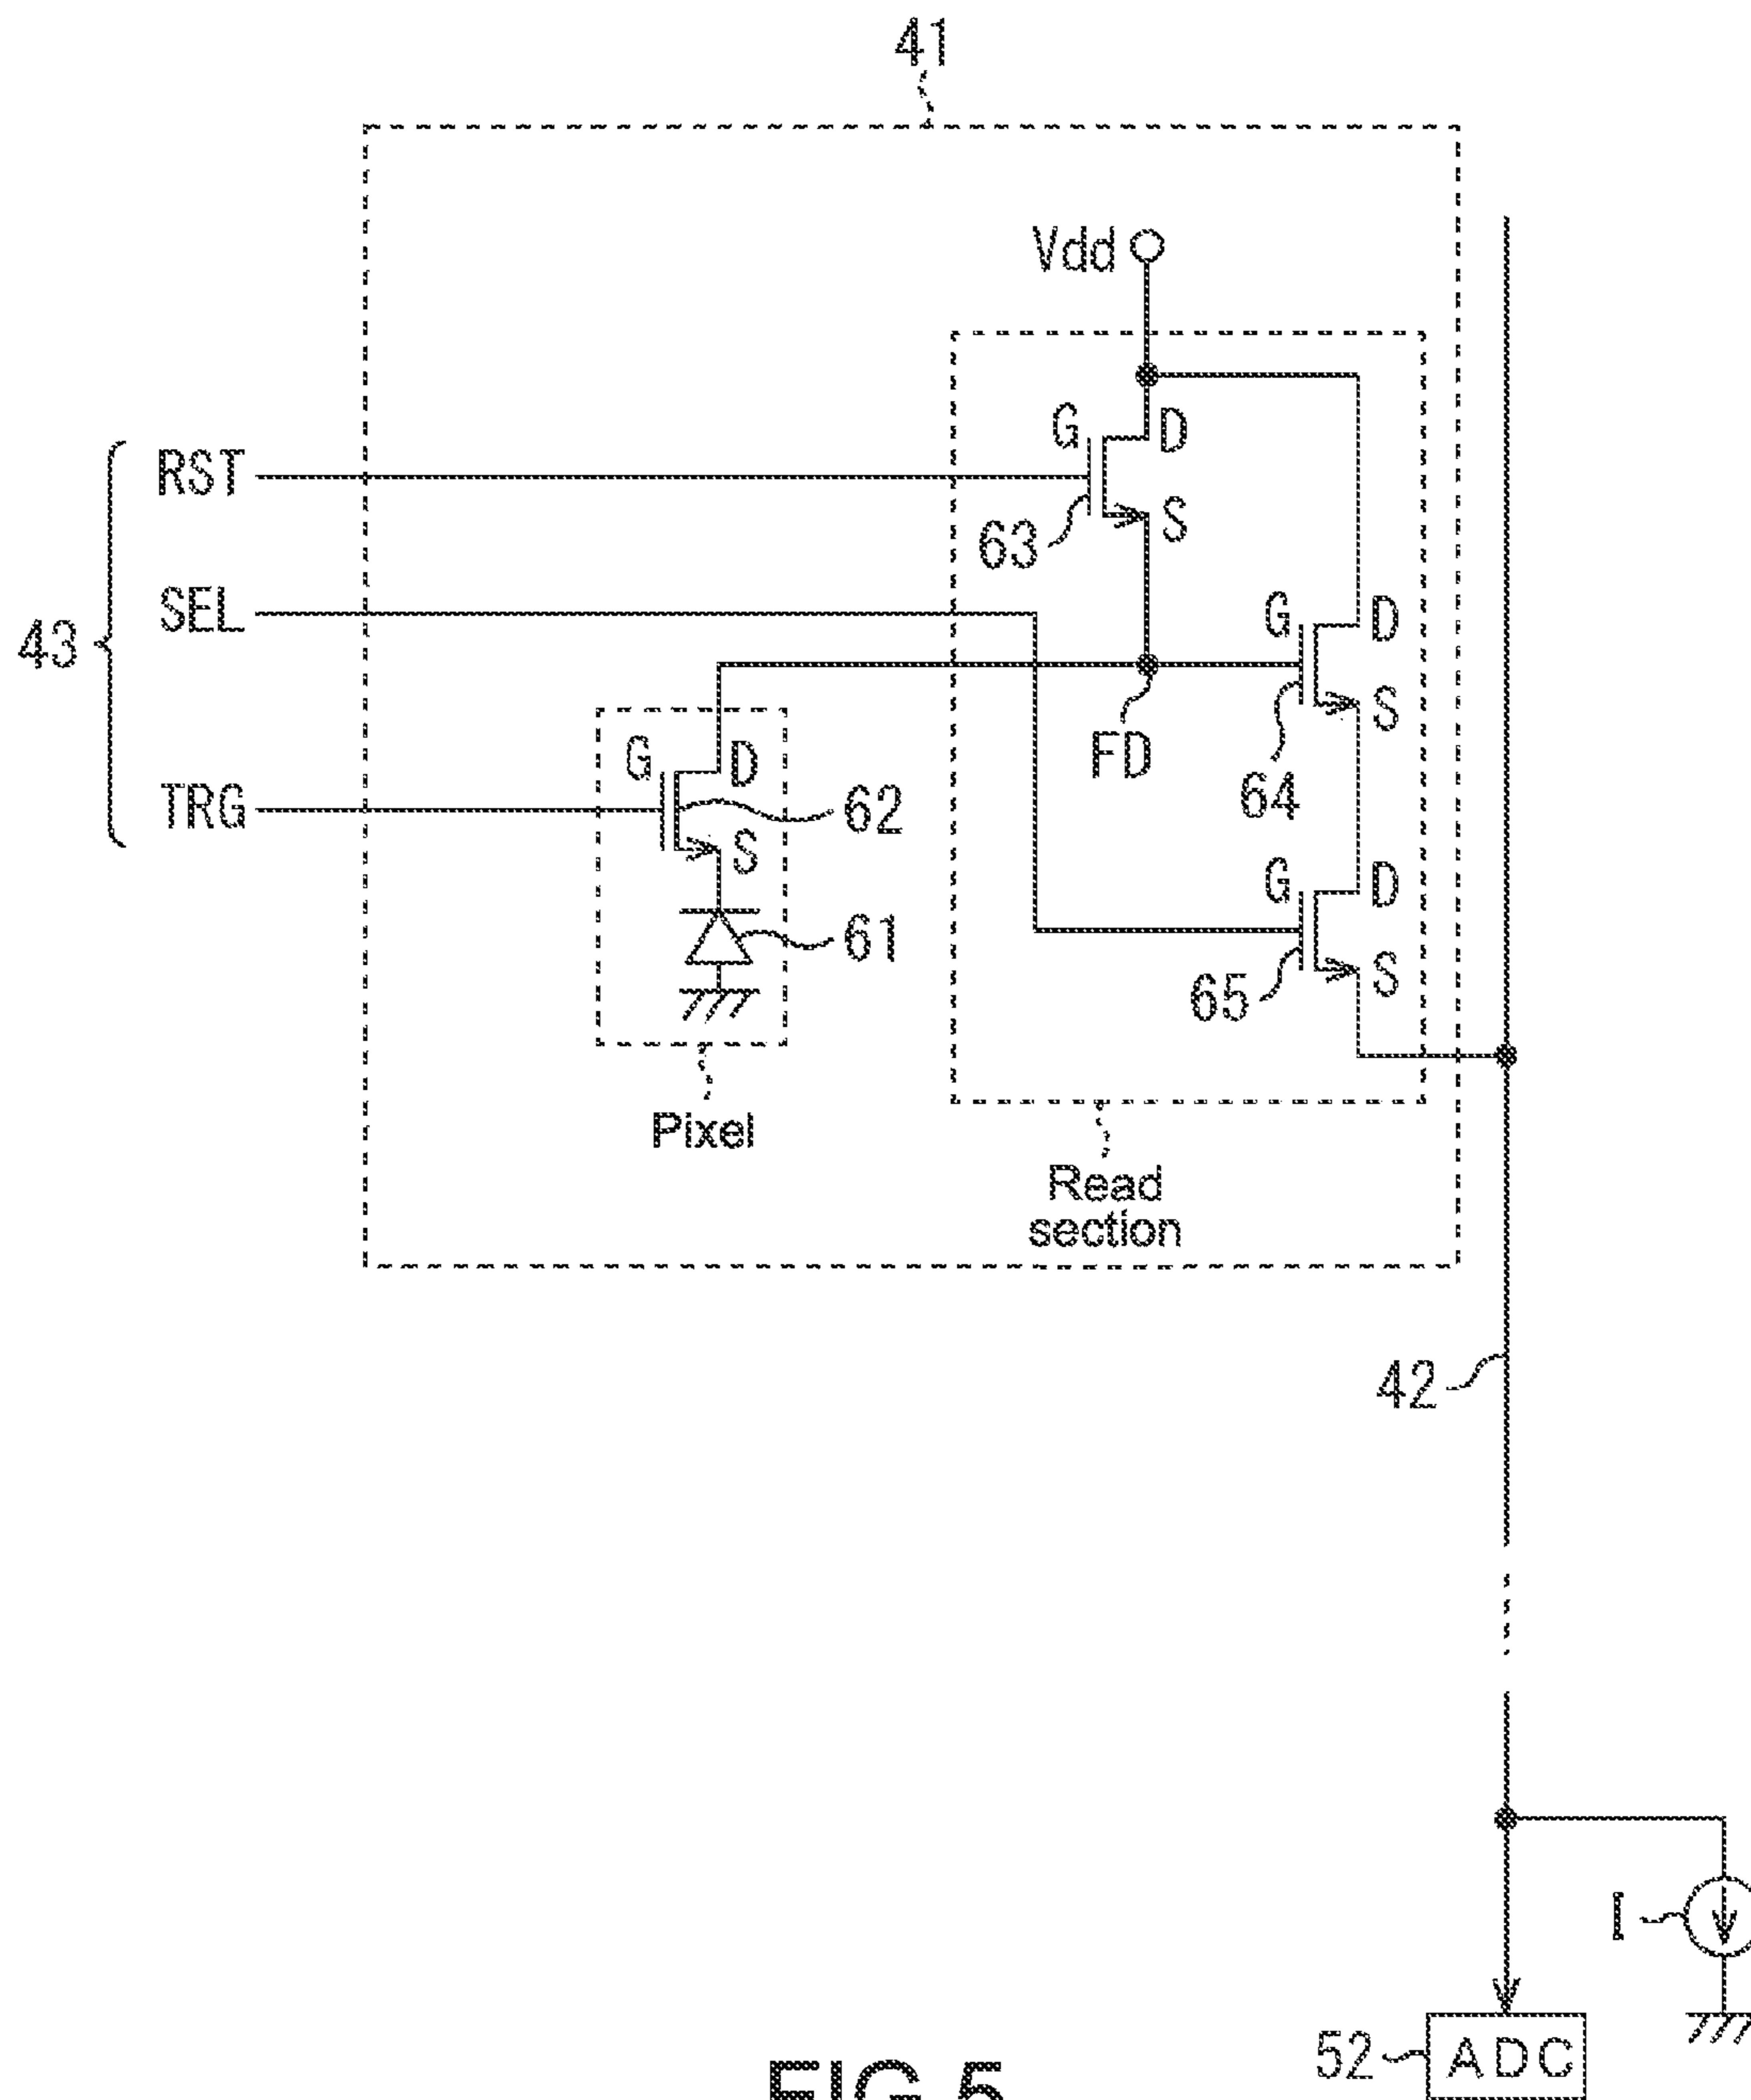 41
Vdd
G D
RST
S
63
SEL
43
G D
FD
S
64
G D
TRG
62
S
G D
61
S
65
Pixel
Read
section
42
I
52 ADC
FIG.5